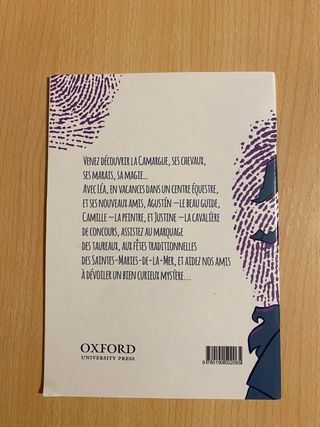 Venez découvrir la Camargue, ses chevaux,
ses marais, sa magie...
Avec Léa, en vacances dans un centre équestre,
et ses nouveaux amis, Agustín – le beau guide,
Camille – la peintre, et Justine – la cavalière
de concours, assistez au marquage
des taureaux, aux fêtes traditionnelles
des Saintes-Maries-de-la-Mer, et aidez nos amis
à dévoiler un bien curieux mystère...
OXFORD
UNIVERSITY PRESS